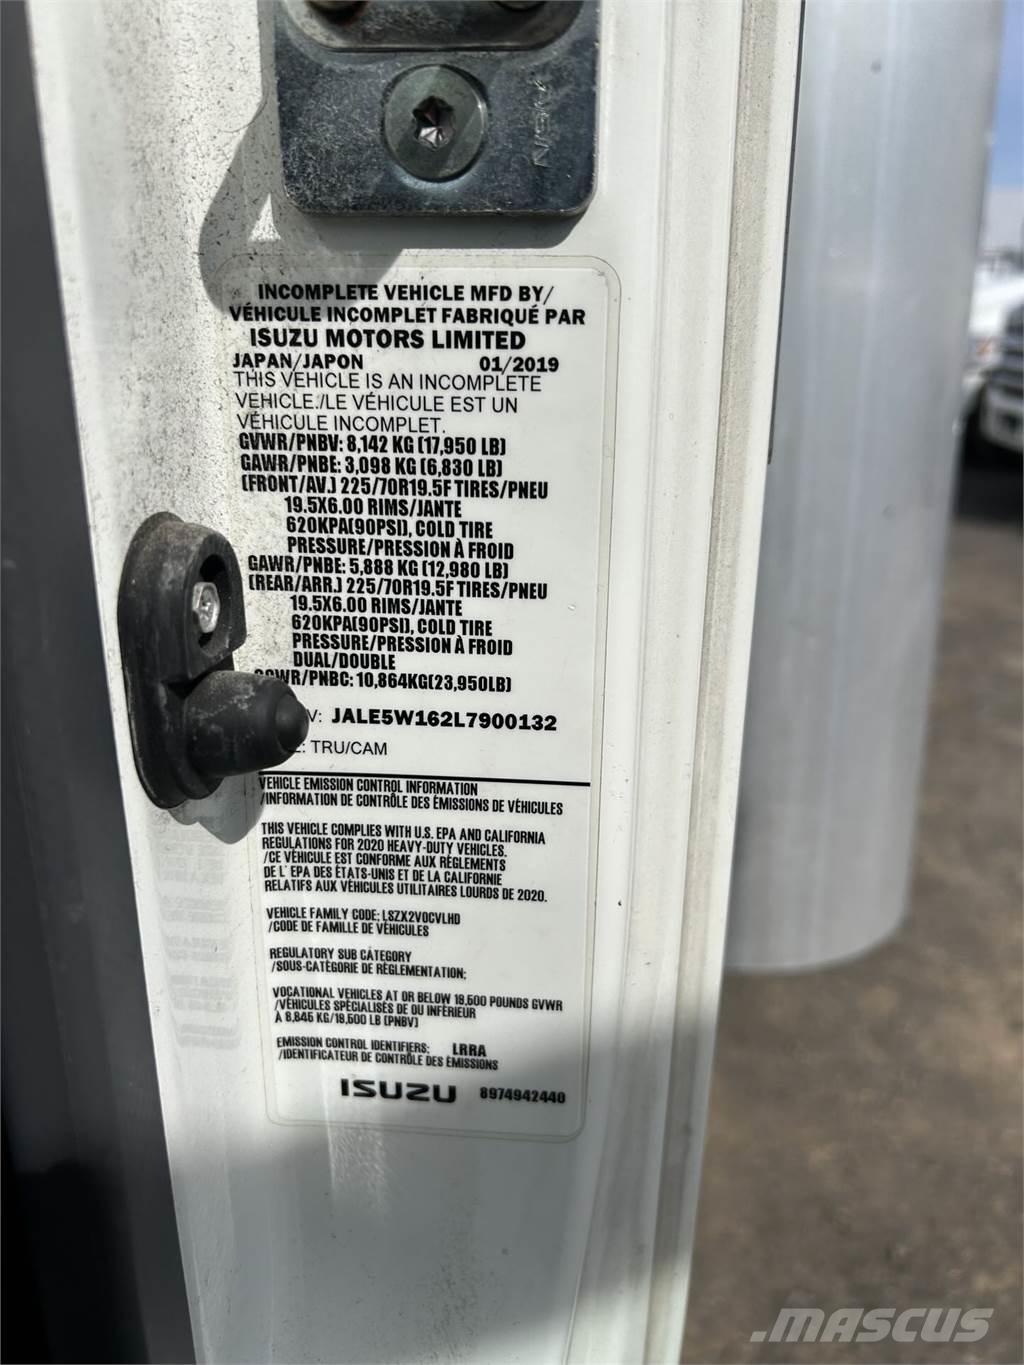 AISIN
INCOMPLETE VEHICLE MFD BY/
VÉHICULE INCOMPLET FABRIQUÉ PAR
ISUZU MOTORS LIMITED
JAPAN/JAPON 01/2019
THIS VEHICLE IS AN INCOMPLETE
VEHICLE./LE VÉHICULE EST UN
VÉHICULE INCOMPLET.
GVWR/PNBV: 8,142 KG (17,950 LB)
GAWR/PNBE: 3,098 KG (6,830 LB)
(FRONT/AV.) 225/70R19.5F TIRES/PNEU
19.5X6.00 RIMS/JANTE
620KPA(90PSI), COLD TIRE
PRESSURE/PRESSION À FROID
GAWR/PNBE: 5,888 KG (12,980 LB)
(REAR/ARR.) 225/70R19.5F TIRES/PNEU
19.5X6.00 RIMS/JANTE
620KPA(90PSI), COLD TIRE
PRESSURE/PRESSION À FROID
DUAL/DOUBLE
WR/PNBC: 10,864KG(23,950LB)
V: JALE5W162L7900132
: TRU/CAM
VEHICLE EMISSION CONTROL INFORMATION
/INFORMATION DE CONTRÔLE DES ÉMISSIONS DE VÉHICULES
THIS VEHICLE COMPLIES WITH U.S. EPA AND CALIFORNIA
REGULATIONS FOR 2020 HEAVY-DUTY VEHICLES.
/CE VÉHICULE EST CONFORME AUX RÈGLEMENTS
DE L' EPA DES ÉTATS-UNIS ET DE LA CALIFORNIE
RELATIFS AUX VÉHICULES UTILITAIRES LOURDS DE 2020.
VEHICLE FAMILY CODE: LSZX2VOCVLHD
/CODE DE FAMILLE DE VÉHICULES
REGULATORY SUB CATEGORY
/SOUS-CATÉGORIE DE RÉGLEMENTATION:
VOCATIONAL VEHICLES AT OR BELOW 19,500 POUNDS GVWR
/VÉHICULES SPÉCIALISÉS DE OU INFÉRIEUR
À 8,845 KG/19,500 LB (PNBV)
EMISSION CONTROL IDENTIFIERS: LRRA
/IDENTIFICATEUR DE CONTRÔLE DES ÉMISSIONS
ISUZU 8974942440
.MASCUS